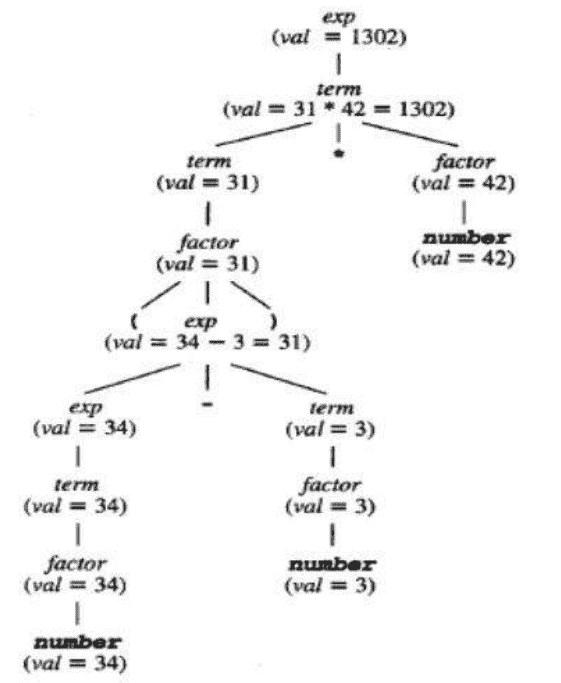 exp
(val = 1302)
term
(val = 31 * 42 = 1302)
term * factor
(val = 31) (val = 42)
factor number
(val = 31) (val = 42)
( exp )
(val = 34 – 3 = 31)
exp - term
(val = 34) (val = 3)
term factor
(val = 34) (val = 3)
factor number
(val = 34) (val = 3)
number
(val = 34)